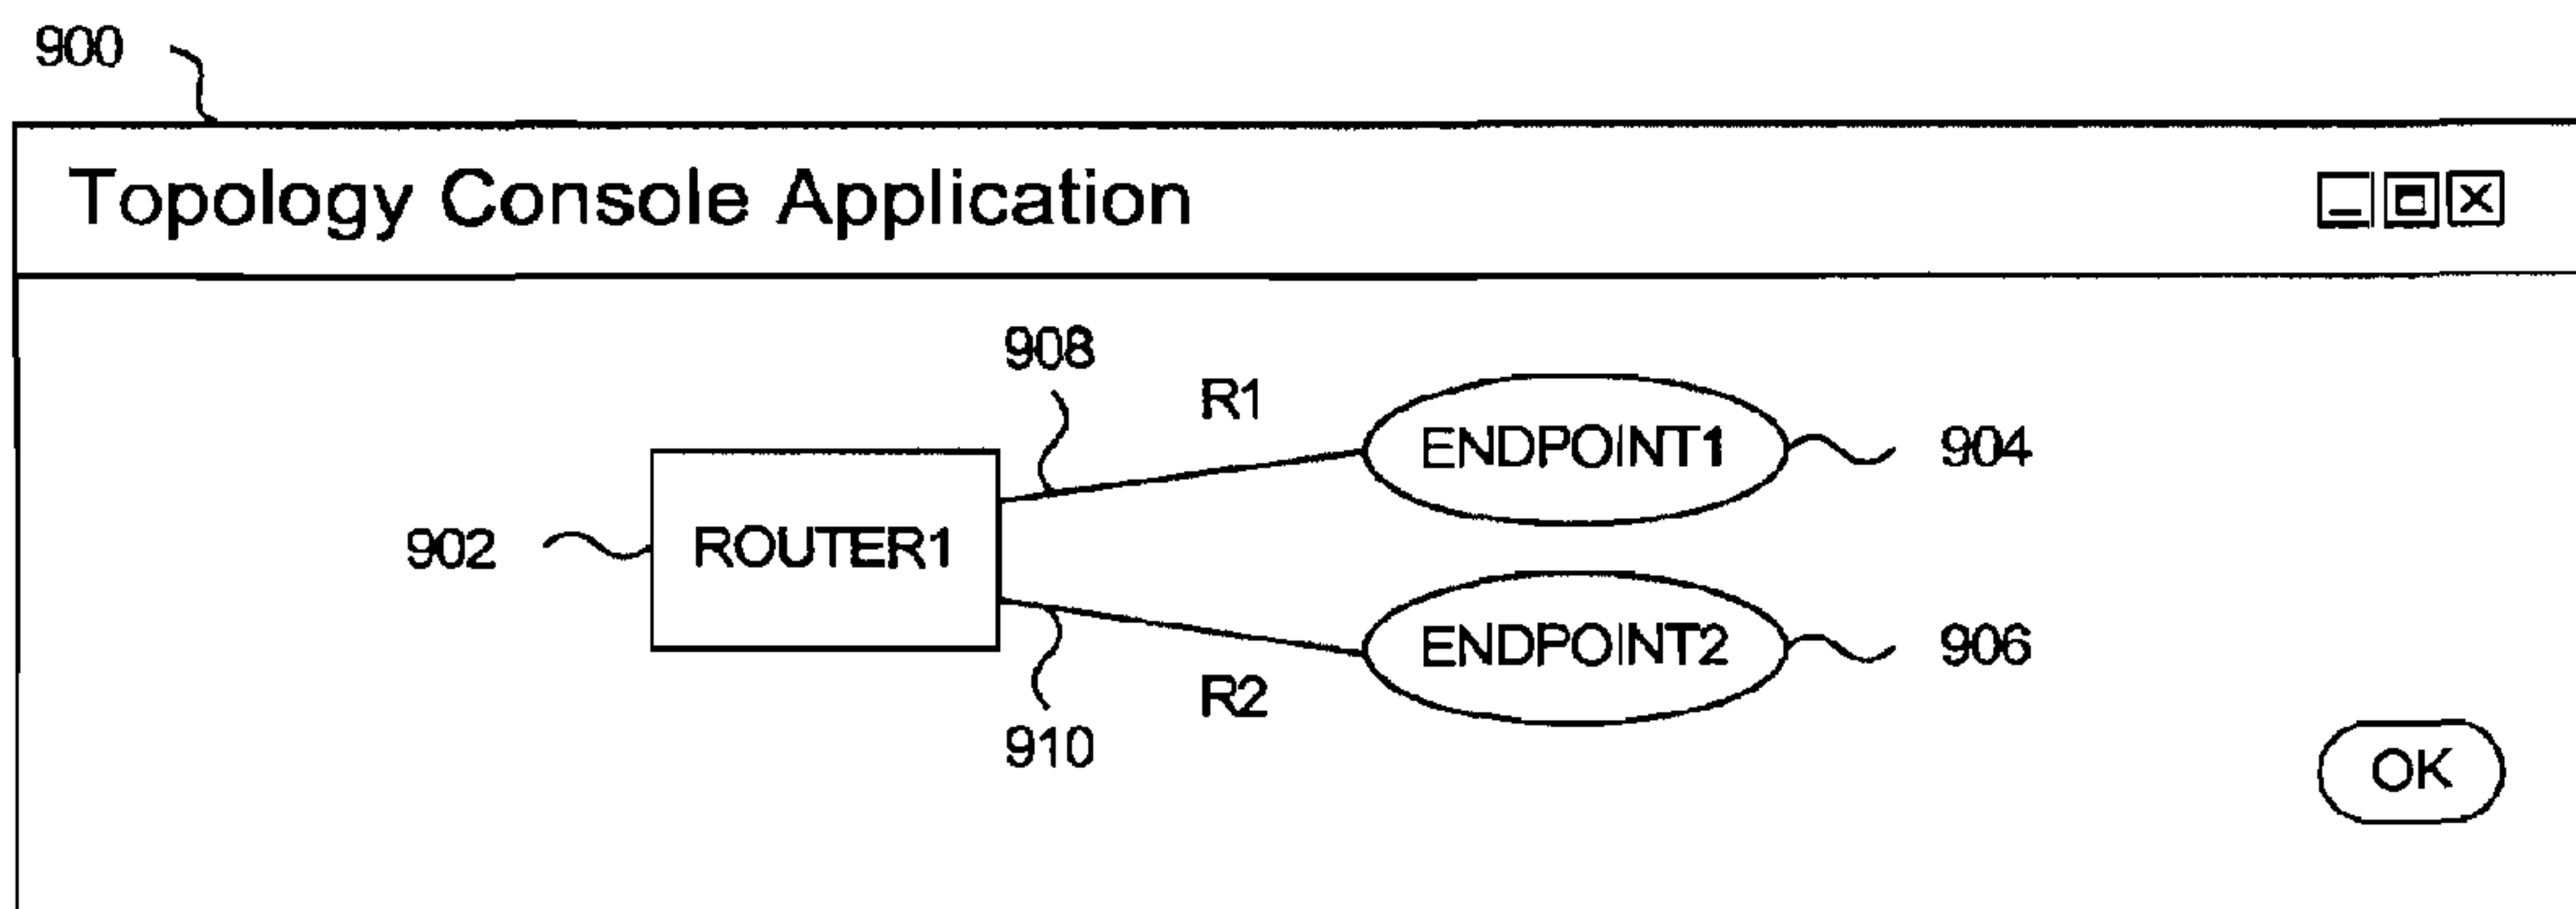 900
Topology Console Application
908
R1
ENDPOINT1
904
902
ROUTER1
ENDPOINT2
906
R2
910
OK